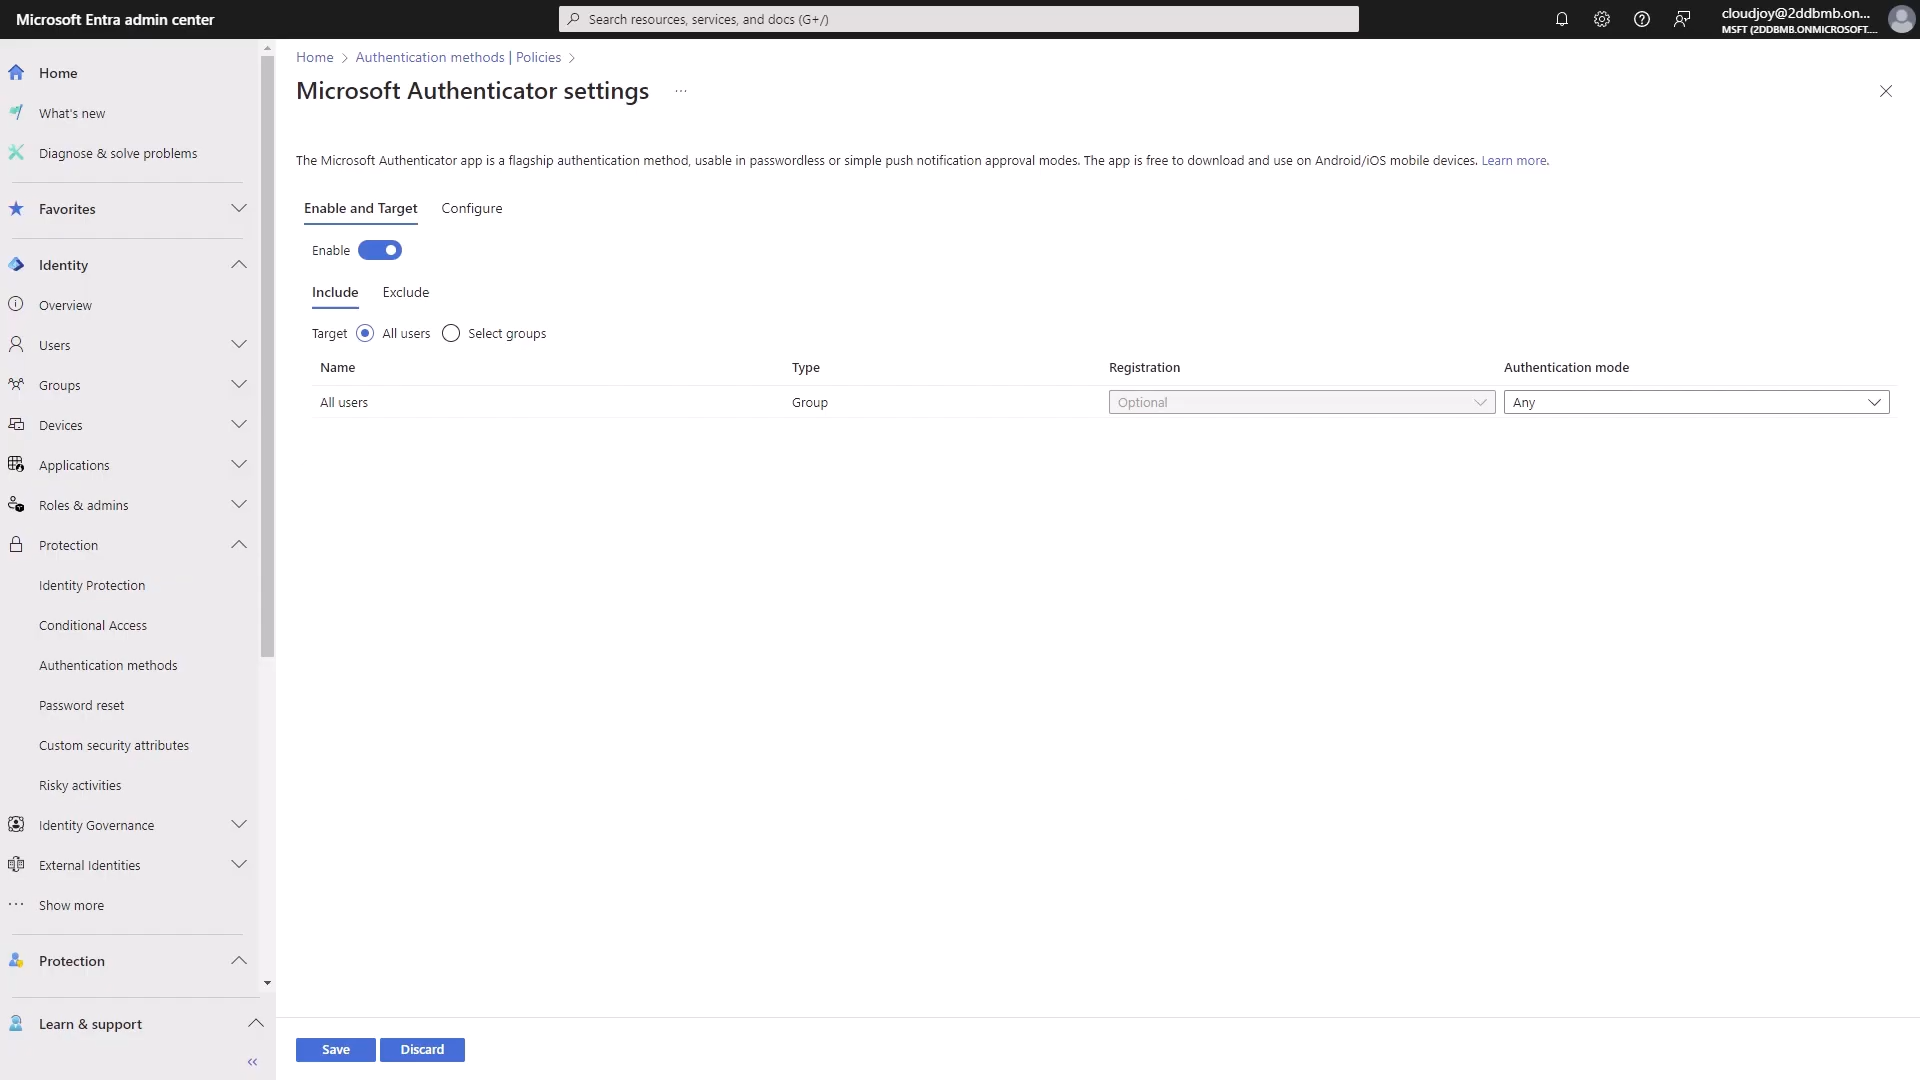 Microsoft Entra admin center
Search resources, services, and docs (G+/)
cloudjoy@2ddbmb.on...
MSFT (2DDBMB.ONMICROSOFT....
Home
What's new
Diagnose & solve problems
Favorites
Identity
Overview
Users
Groups
Devices
Applications
Roles & admins
Protection
Identity Protection
Conditional Access
Authentication methods
Password reset
Custom security attributes
Risky activities
Identity Governance
External Identities
Show more
Protection
Learn & support
Home > Authentication methods | Policies >
Microsoft Authenticator settings ...
The Microsoft Authenticator app is a flagship authentication method, usable in passwordless or simple push notification approval modes. The app is free to download and use on Android/iOS mobile devices. Learn more.
Enable and Target Configure
Enable
Include Exclude
Target All users Select groups
Name Type Registration Authentication mode
All users Group Optional Any
Save Discard